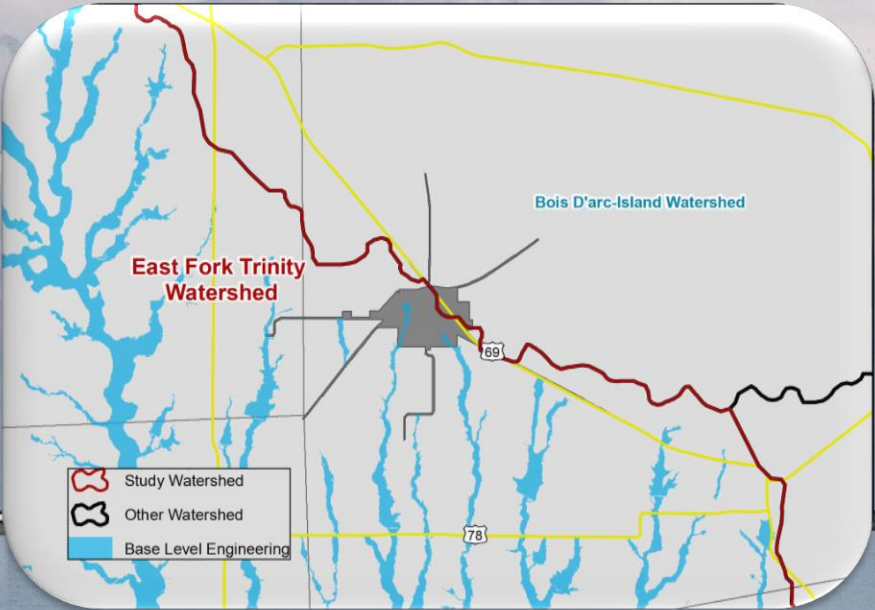 Bois D'arc-Island Watershed
East Fork Trinity
Watershed
69
Study Watershed
Other Watershed
Base Level Engineering
78